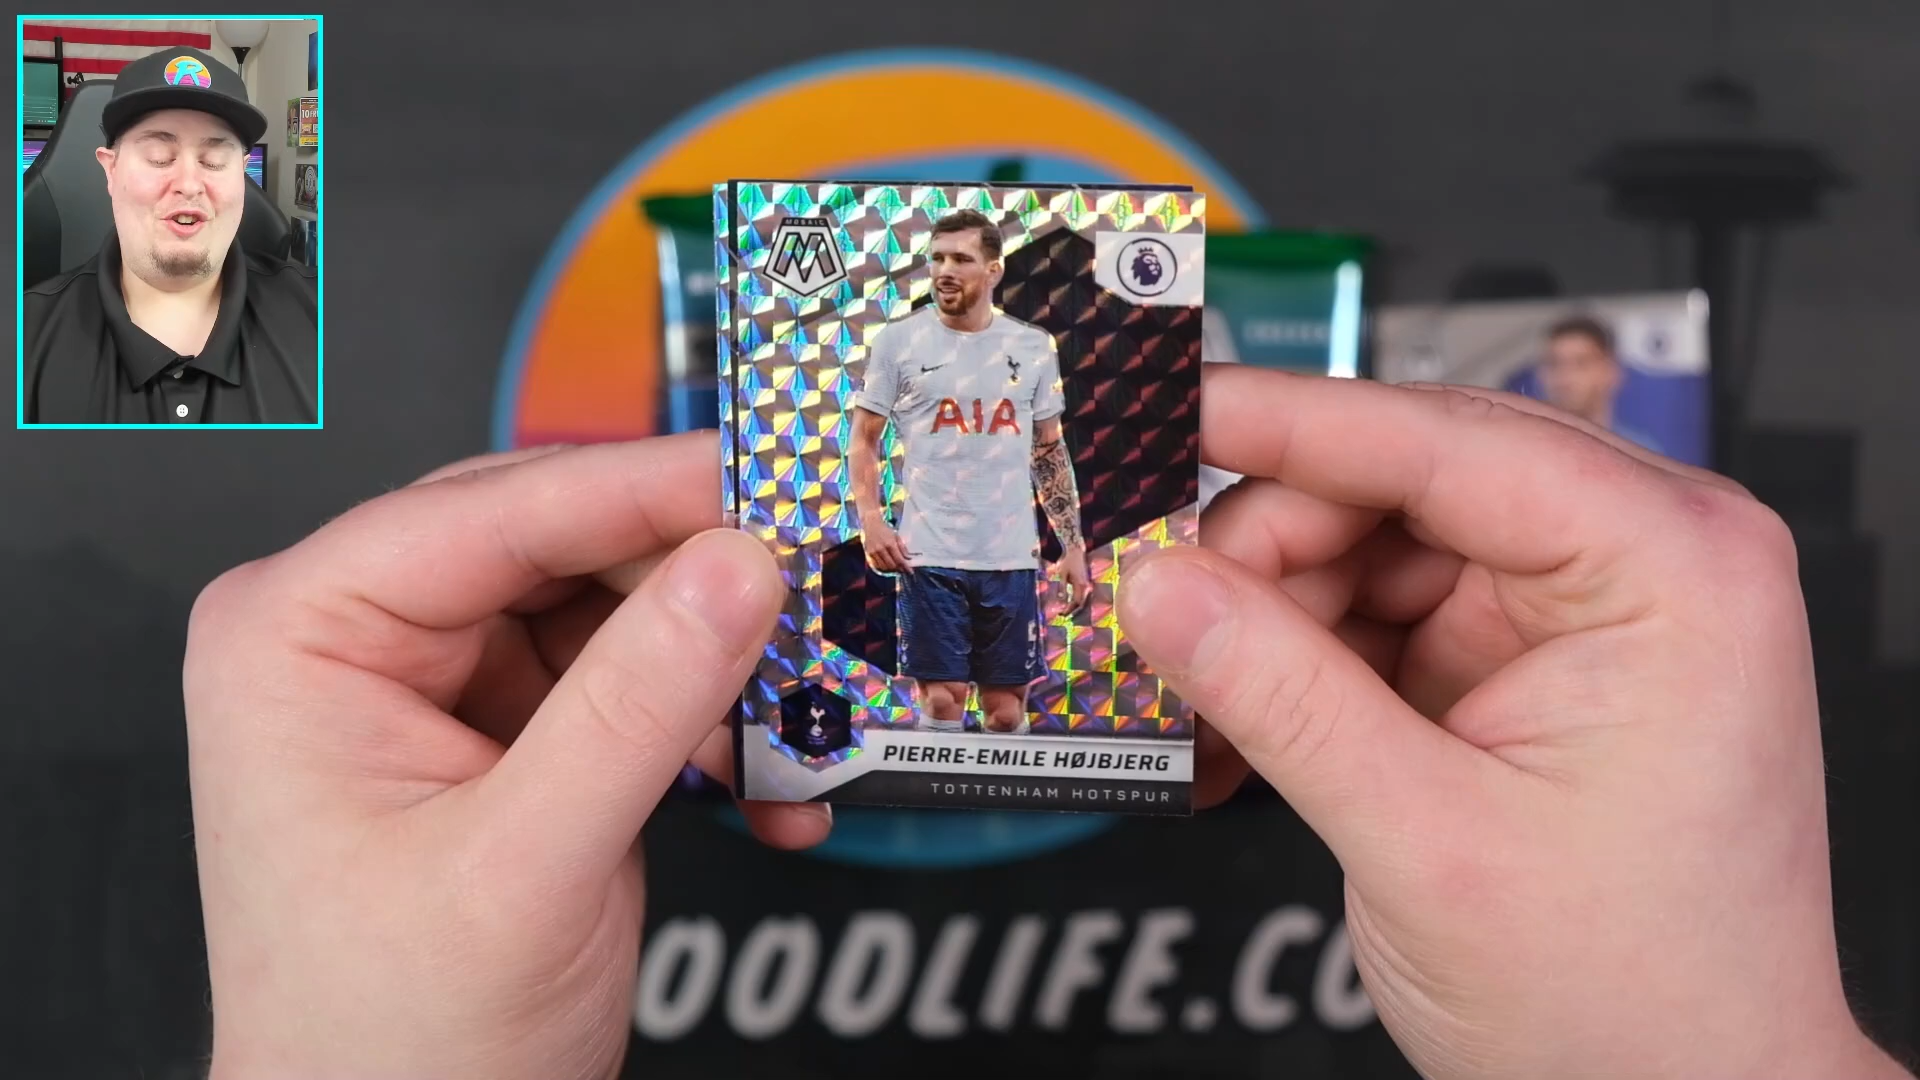 MOSAIC
AIA
PIERRE-EMILE HØJBJERG
TOTTENHAM HOTSPUR
OODLIFE.CO